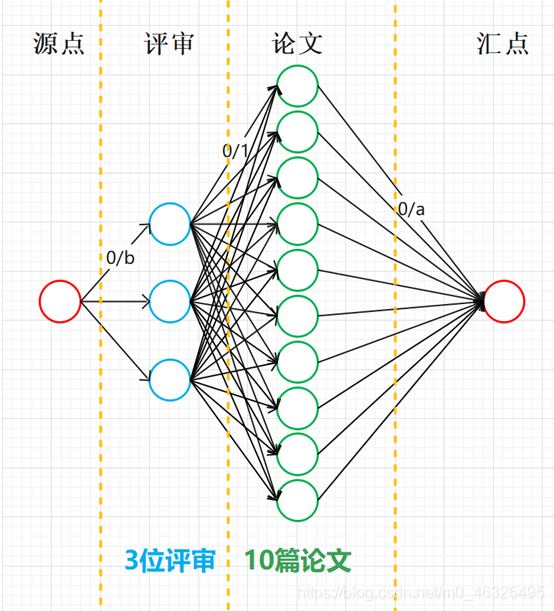 源点 评审 论文 汇点
0/1
0/a
0/b
3位评审 10篇论文
https://blog.csdn.net/m0_46326495